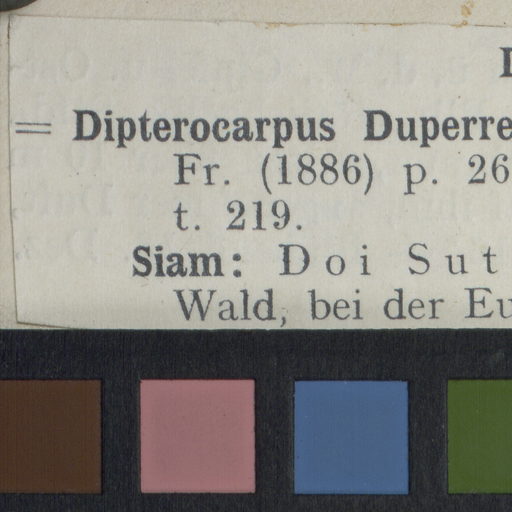 = Dipterocarpus Duperre
Fr. (1886) p. 26
t. 219.
Siam: Doi Sut
Wald, bei der Eu